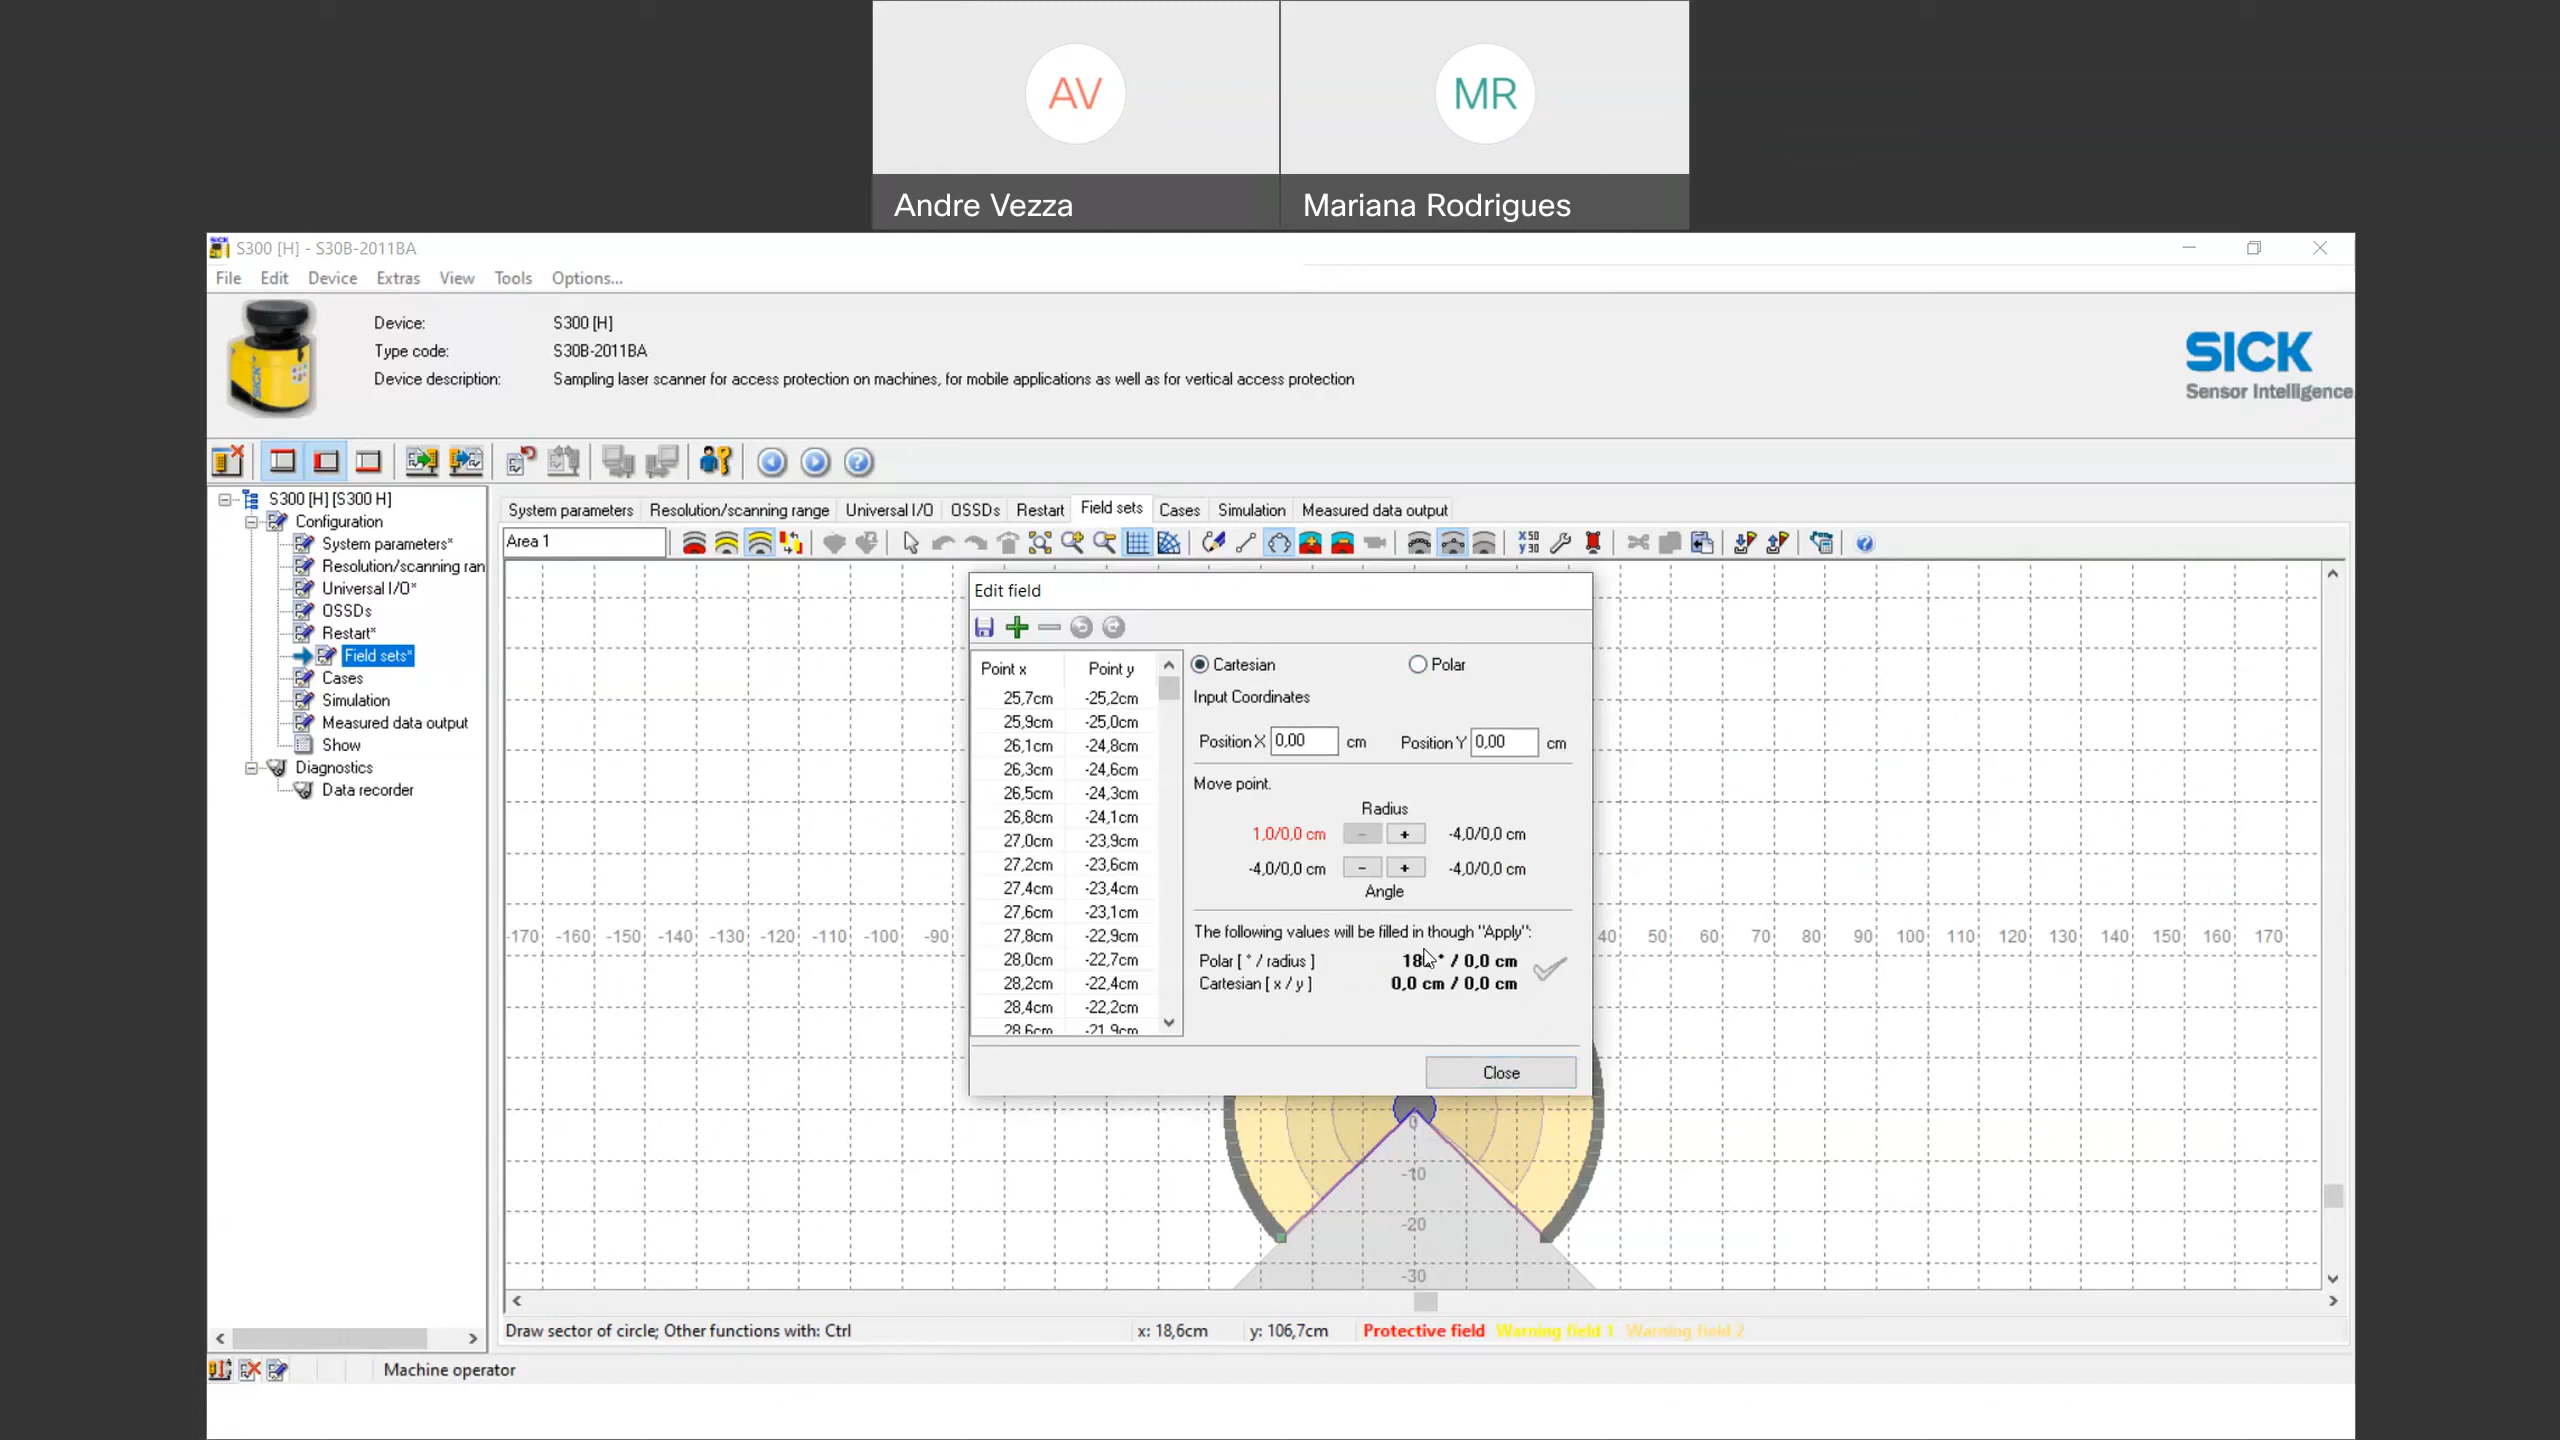 AV
MR
Andre Vezza
Mariana Rodrigues
S300 [H] - S30B-2011BA
File Edit Device Extras View Tools Options...
Device: S300 [H]
Type code: S30B-2011BA
Device description: Sampling laser scanner for access protection on machines, for mobile applications as well as for vertical access protection
SICK
Sensor Intelligence
S300 [H] [S300 H]
Configuration
System parameters*
Resolution/scanning ran
Universal I/O*
OSSDs
Restart*
Field sets*
Cases
Simulation
Measured data output
Show
Diagnostics
Data recorder
System parameters Resolution/scanning range Universal I/O OSSDs Restart Field sets Cases Simulation Measured data output
Area 1
Edit field
Point x Point y
25,7cm -25,2cm
25,9cm -25,0cm
26,1cm -24,8cm
26,3cm -24,6cm
26,5cm -24,3cm
26,8cm -24,1cm
27,0cm -23,9cm
27,2cm -23,6cm
27,4cm -23,4cm
27,6cm -23,1cm
27,8cm -22,9cm
28,0cm -22,7cm
28,2cm -22,4cm
28,4cm -22,2cm
28,6cm -21,9cm
Cartesian Polar
Input Coordinates
Position X 0,00 cm Position Y 0,00 cm
Move point.
Radius
1,0/0,0 cm - + -4,0/0,0 cm
-4,0/0,0 cm - + -4,0/0,0 cm
Angle
The following values will be filled in though "Apply":
Polar [ ° / radius ] / 0,0 cm
Cartesian [ x / y ] 0,0 cm / 0,0 cm
Close
-170 -160 -150 -140 -130 -120 -110 -100 -90 40 50 60 70 80 90 100 110 120 130 140 150 160 170
0
-10
-20
-30
Draw sector of circle; Other functions with: Ctrl x: 18,6cm y: 106,7cm Protective field Warning field 1 Warning field 2
Machine operator